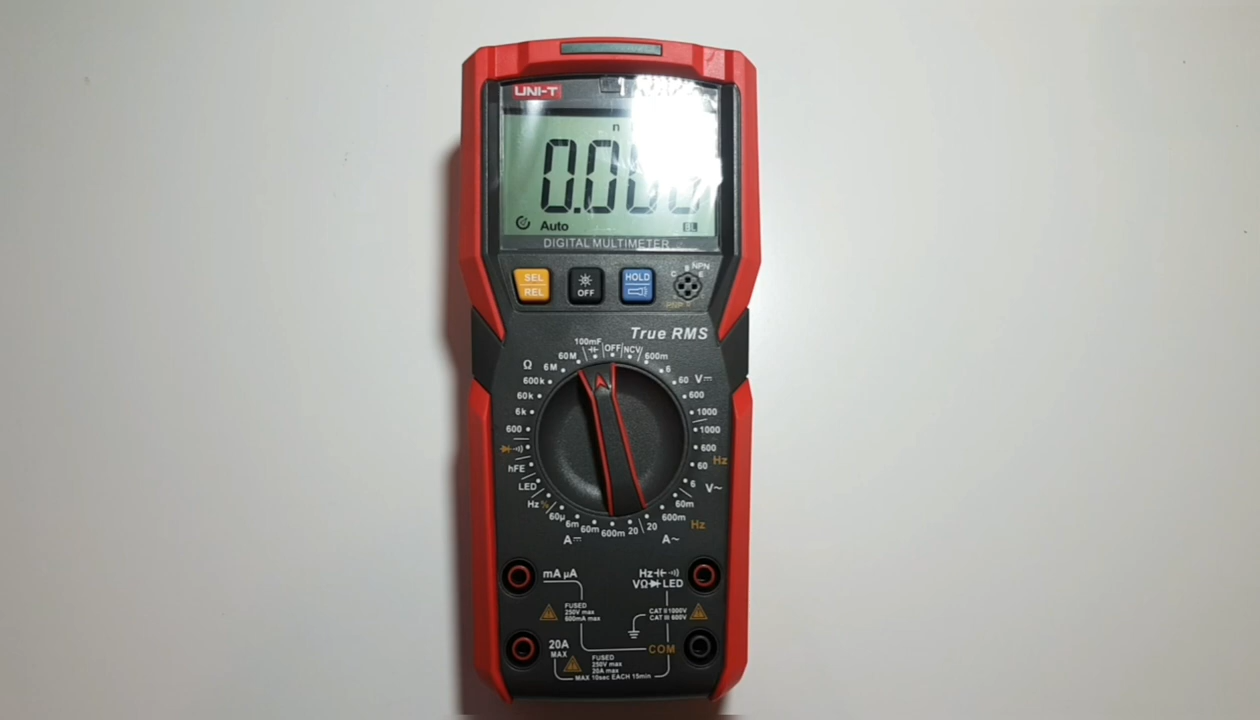 UNI-T
n
0.000
Auto
BL
DIGITAL MULTIMETER
SEL
REL
OFF
HOLD
C B NPN E
True RMS
100mF OFF NCV 600m
60M 6
Ω 6M 60 V
600k 600
60k 1000
6k 1000
600 600
60 Hz
hFE 6 V~
LED 60m
Hz % 600m Hz
60µ 6m 60m 600m 20 20
A A~
mA µA
Hz
VΩ LED
FUSED
250V max
600mA max
CAT II 1000V
CAT III 600V
20A
MAX
COM
FUSED
250V max
20A max
MAX 10sec EACH 15min